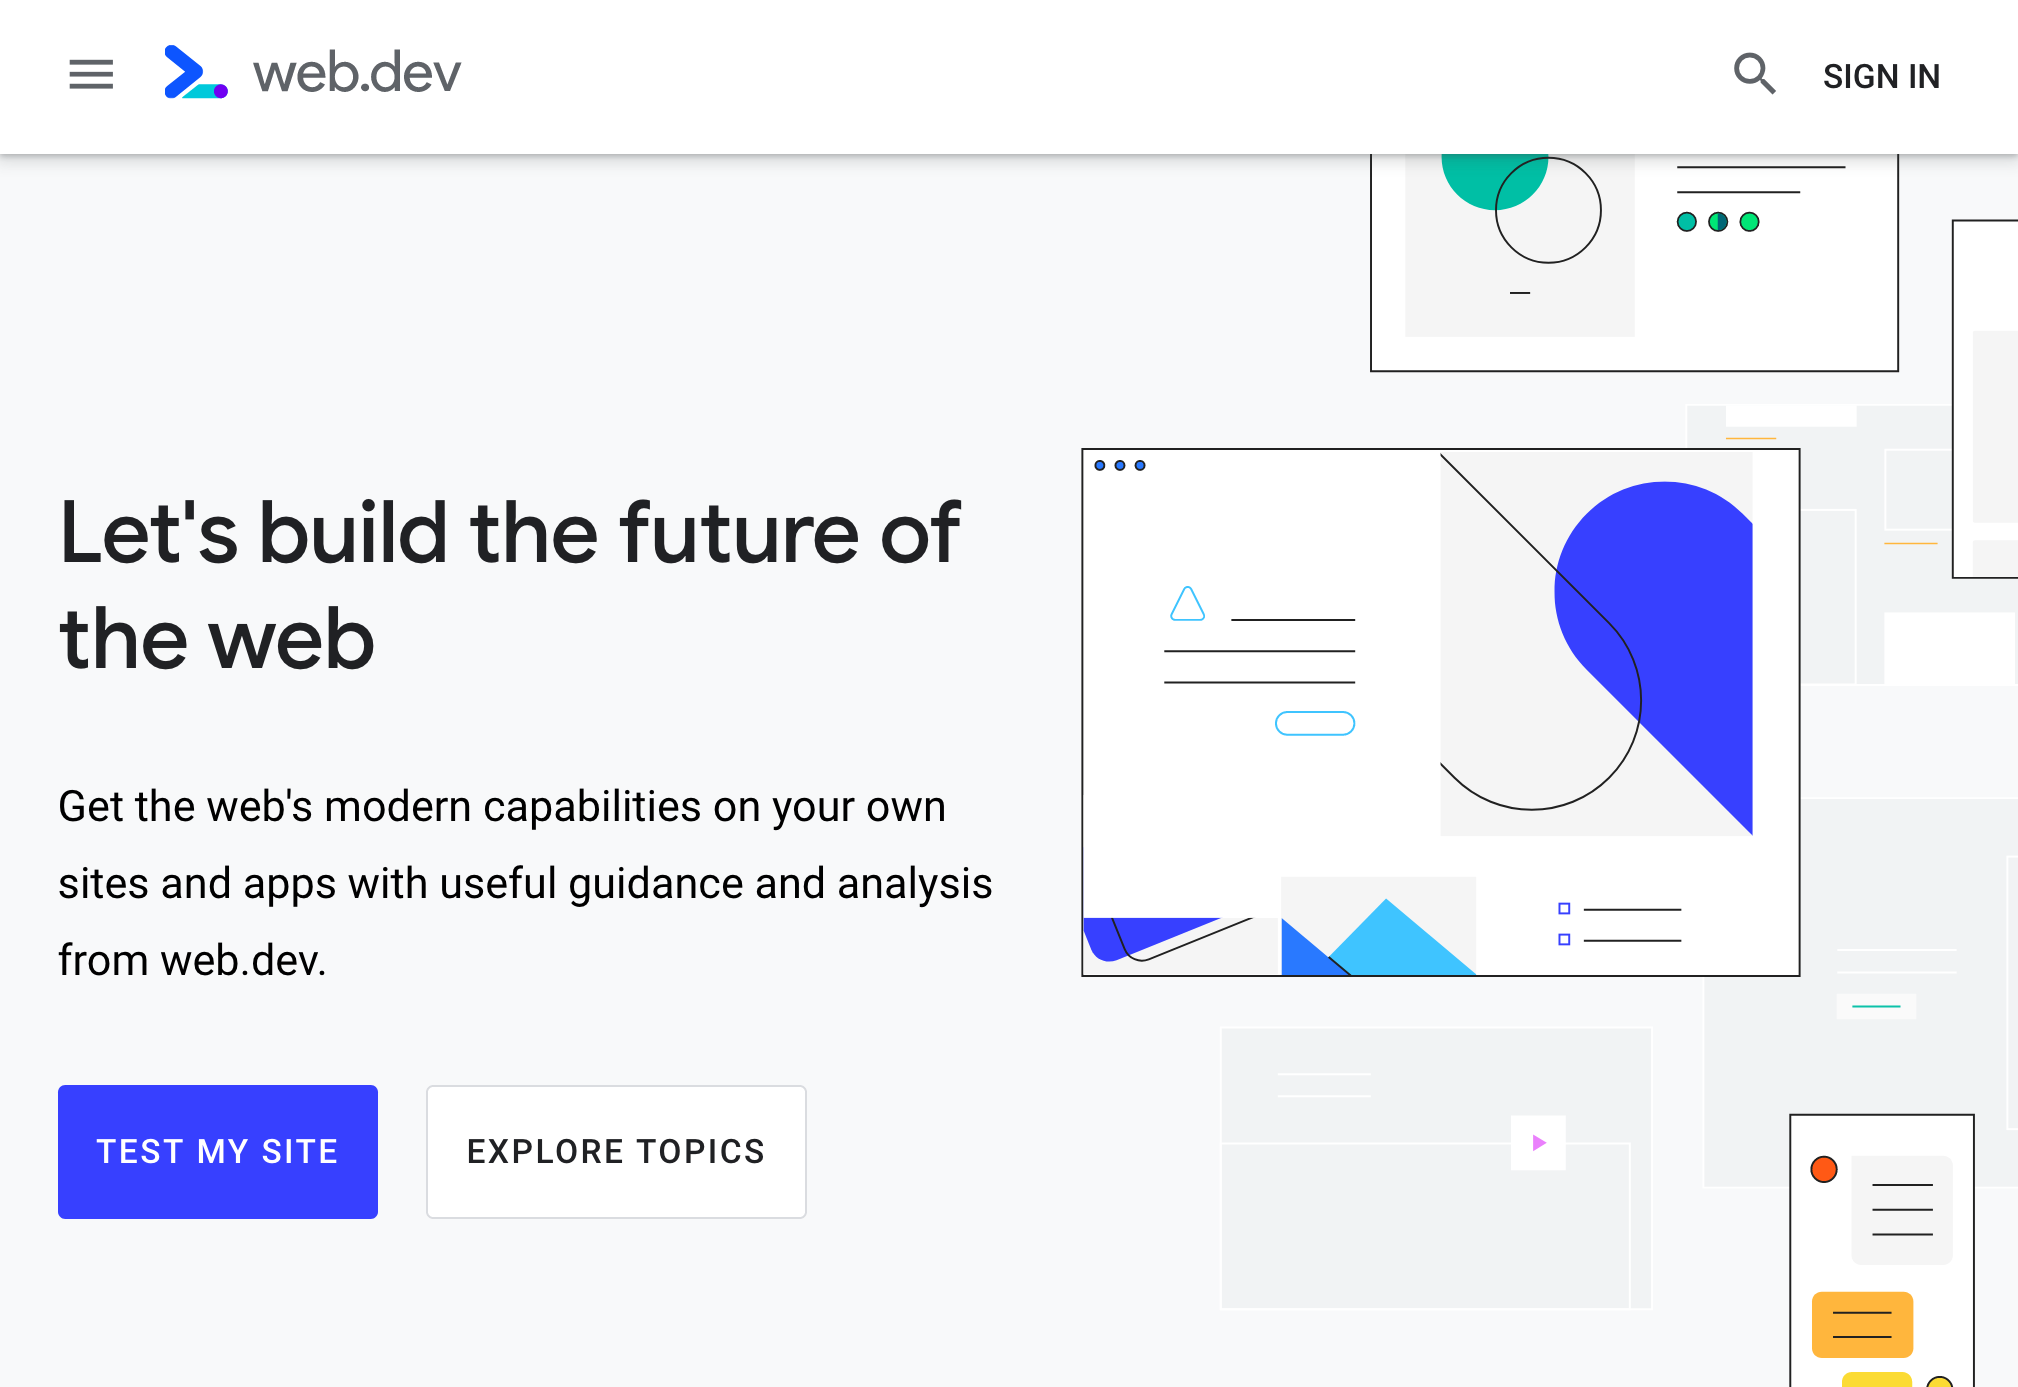 web.dev
SIGN IN
Let's build the future of
the web
Get the web's modern capabilities on your own
sites and apps with useful guidance and analysis
from web.dev.
TEST MY SITE
EXPLORE TOPICS